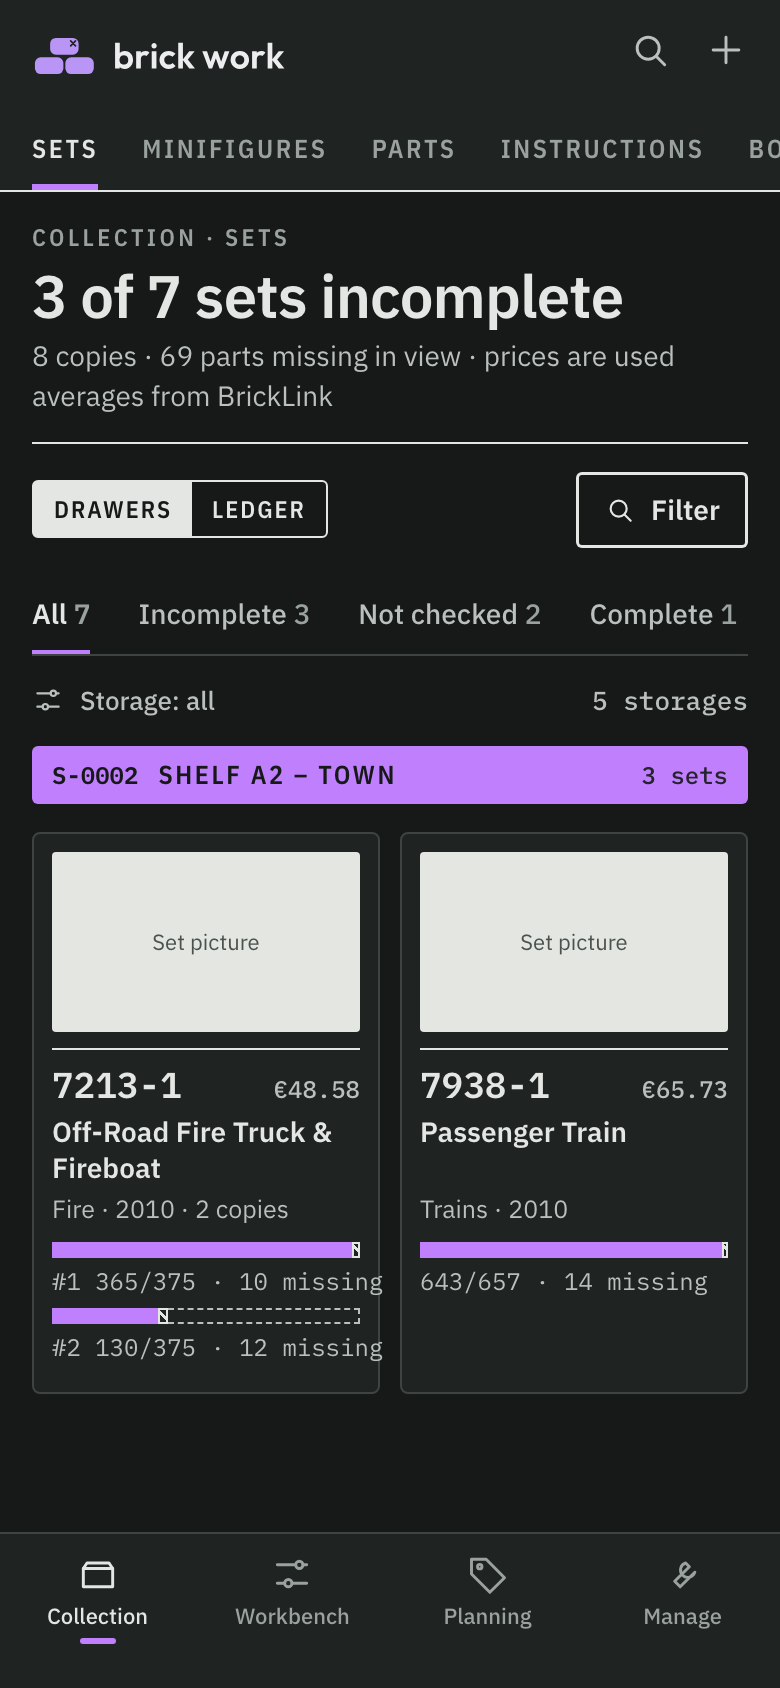 brick work
SETS MINIFIGURES PARTS INSTRUCTIONS BO
COLLECTION · SETS
3 of 7 sets incomplete
8 copies · 69 parts missing in view · prices are used
averages from BrickLink
DRAWERS LEDGER Filter
All 7 Incomplete 3 Not checked 2 Complete 1
Storage: all 5 storages
S-0002 SHELF A2 – TOWN 3 sets
Set picture Set picture
7213-1 €48.58 7938-1 €65.73
Off-Road Fire Truck & Passenger Train
Fireboat
Fire · 2010 · 2 copies Trains · 2010
#1 365/375 · 10 missing 643/657 · 14 missing
#2 130/375 · 12 missing
Collection Workbench Planning Manage